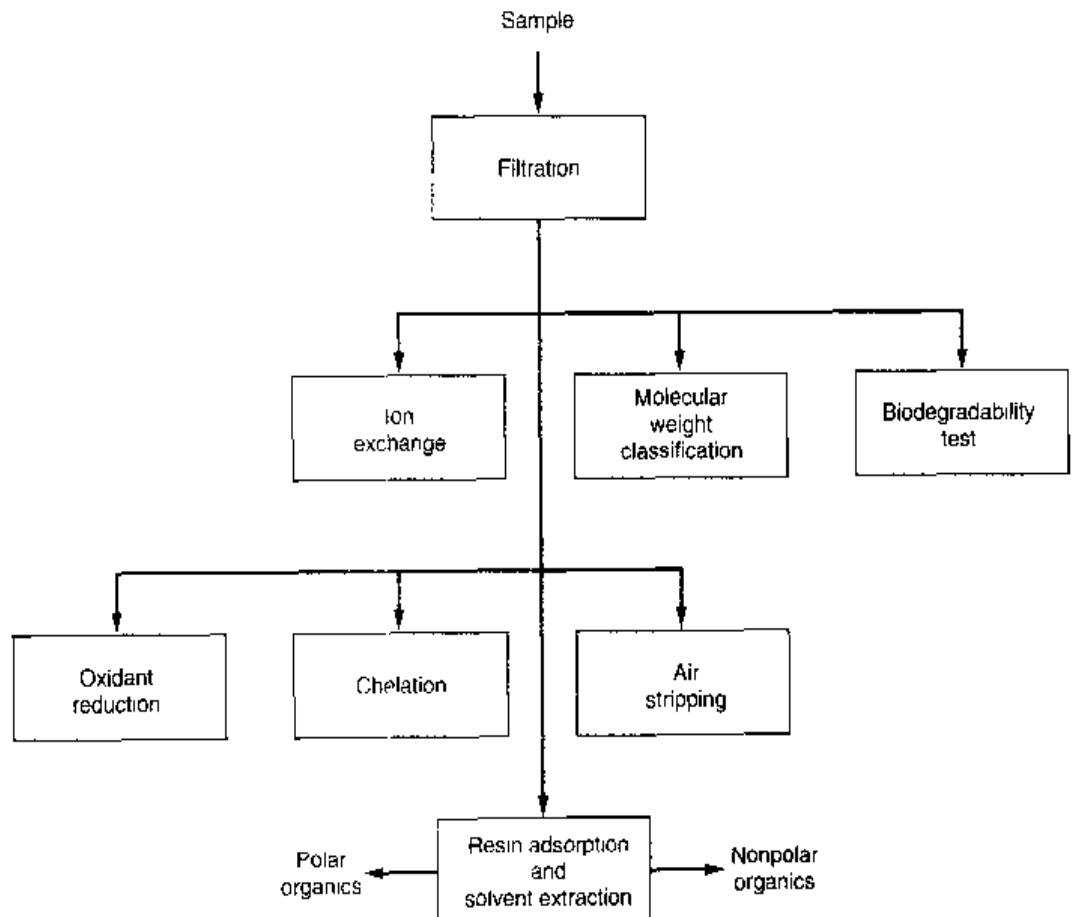 Sample
Filtration
Ion
exchange
Molecular
weight
classification
Biodegradability
test
Oxidant
reduction
Chelation
Air
stripping
Resin adsorption
and
solvent extraction
Polar
organics
Nonpolar
organics